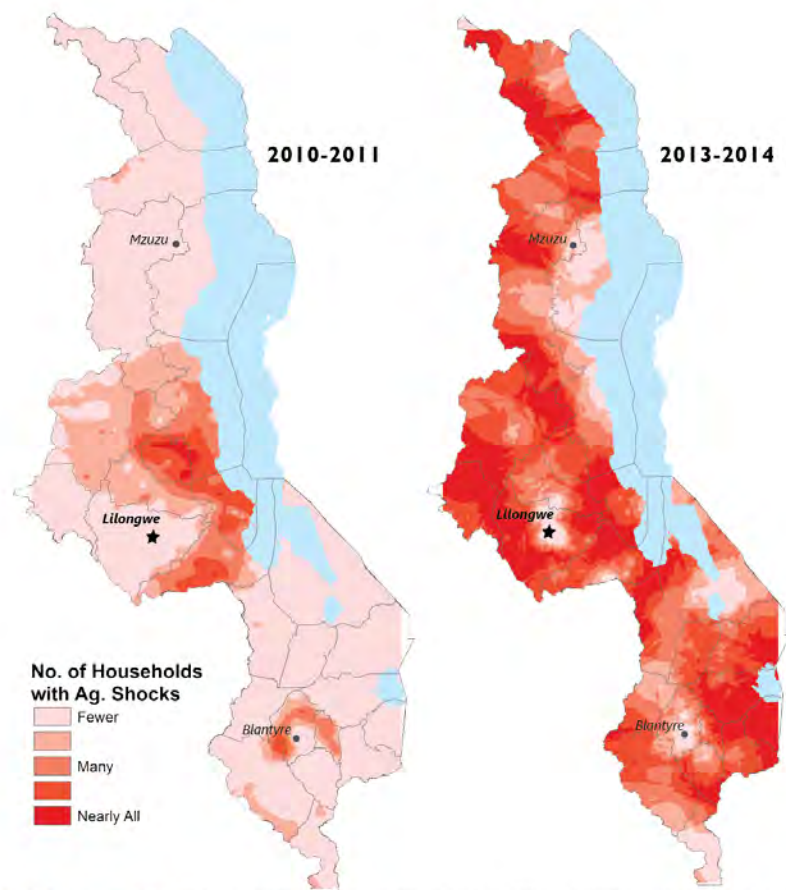 2010-2011
2013-2014
Mzuzu
Mzuzu
Lilongwe
Lilongwe
No. of Households
with Ag. Shocks
Fewer
Many
Nearly All
Blantyre
Blantyre